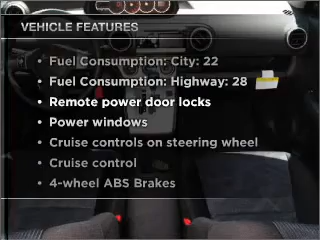 VEHICLE FEATURES
• Fuel Consumption: City: 22
• Fuel Consumption: Highway: 28
• Remote power door locks
• Power windows
• Cruise controls on steering wheel
• Cruise control
• 4-wheel ABS Brakes